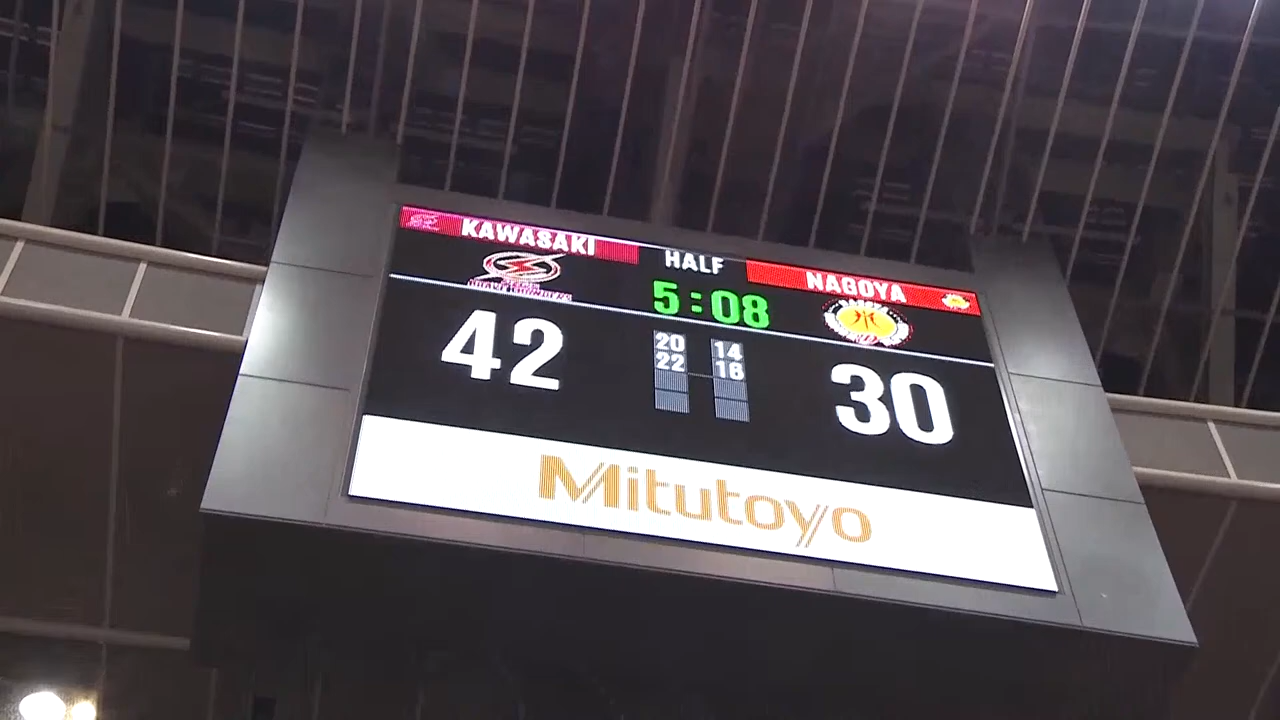 KAWASAKI
HALF
NAGOYA
5:08
42
20 14
22 16
30
Mitutoyo